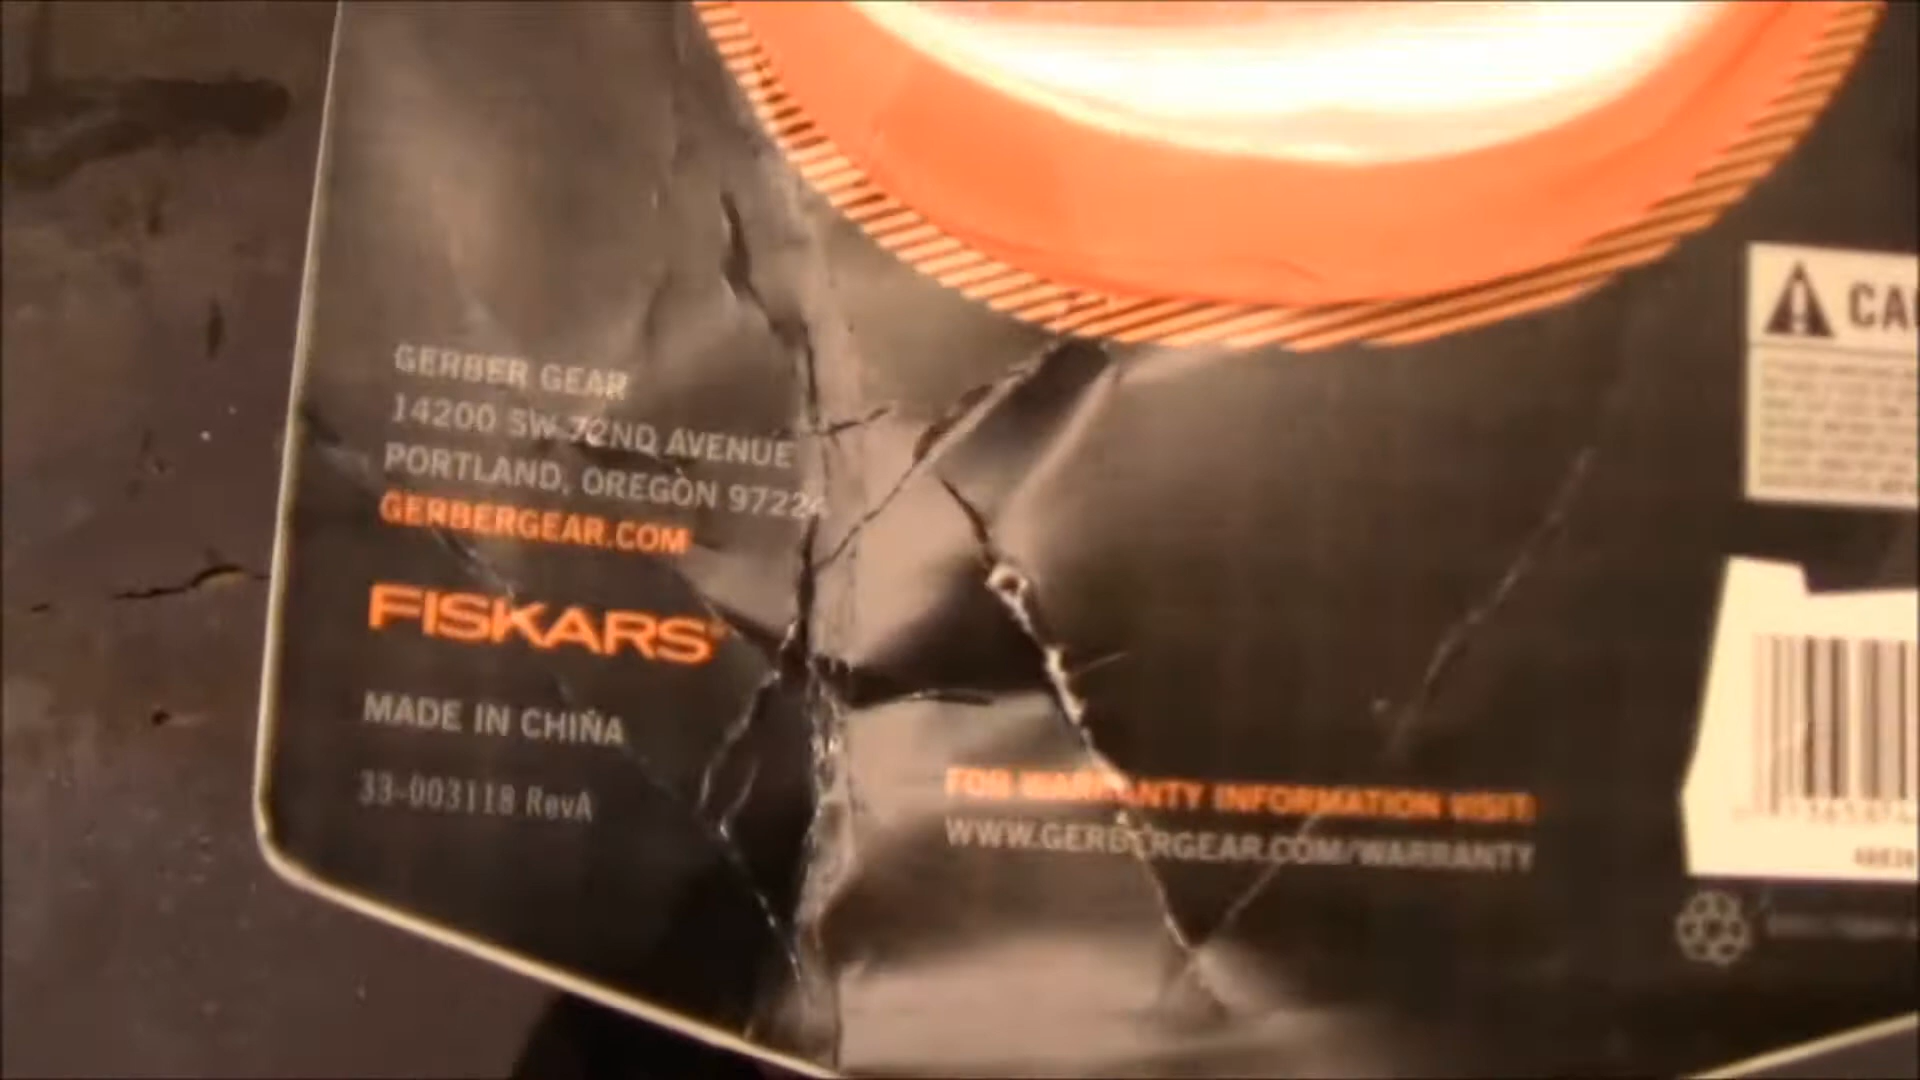 GERBER GEAR
14200 SW 72ND AVENUE
PORTLAND, OREGON 97224
GERBERGEAR.COM
FISKARS®
MADE IN CHINA
33-003118 RevA
FOR WARRANTY INFORMATION VISIT:
WWW.GERBERGEAR.COM/WARRANTY
CAU